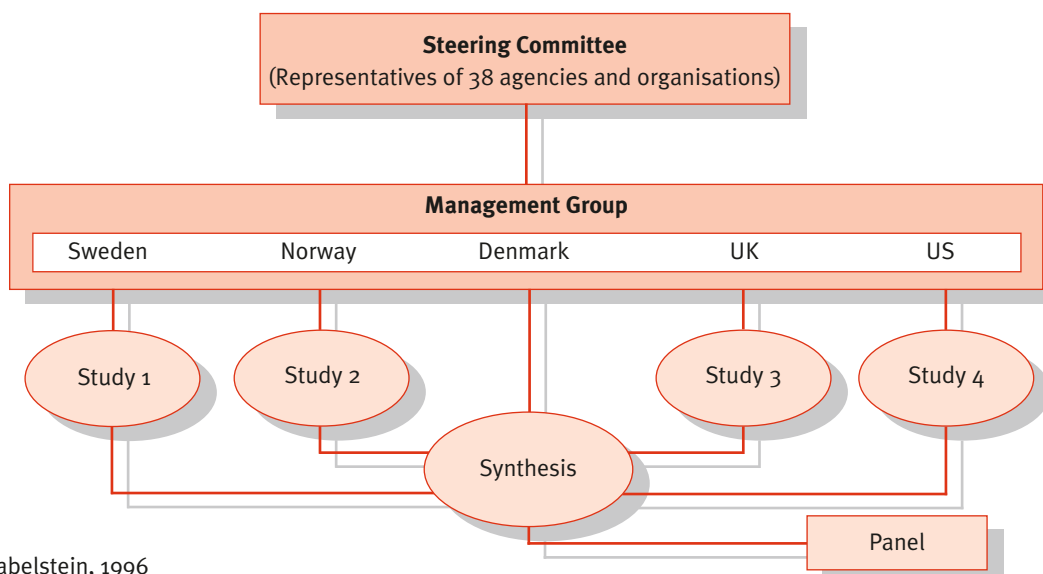 Steering Committee
(Representatives of 38 agencies and organisations)
Management Group
Sweden Norway Denmark UK US
Study 1 Study 2 Study 3 Study 4
Synthesis
Panel
abelstein, 1996